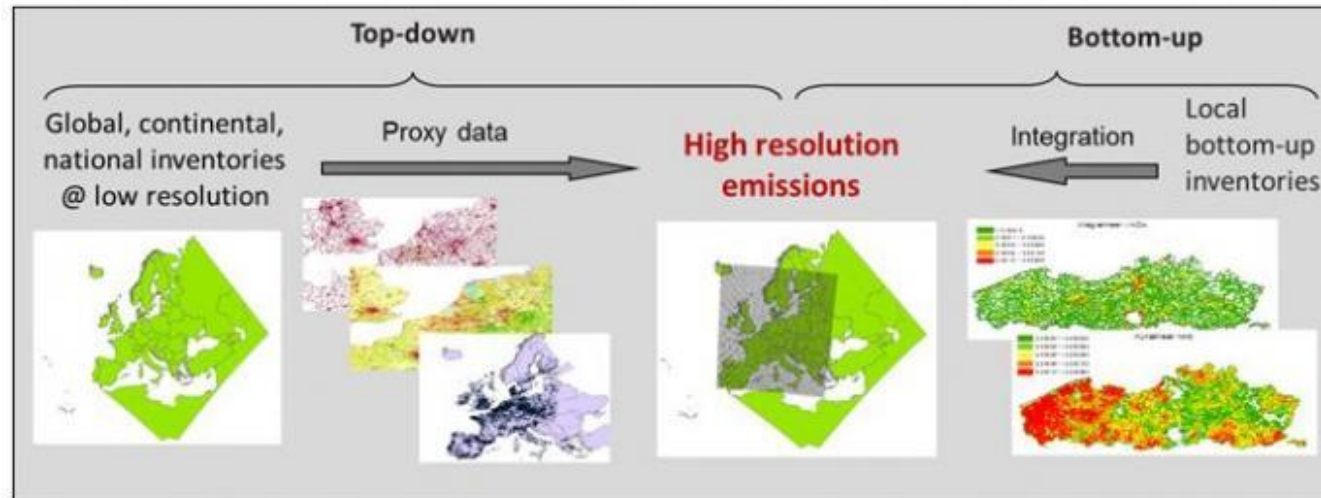 Top-down
Bottom-up
Global, continental,
national inventories
@ low resolution
Proxy data
High resolution
emissions
Integration
Local
bottom-up
inventories